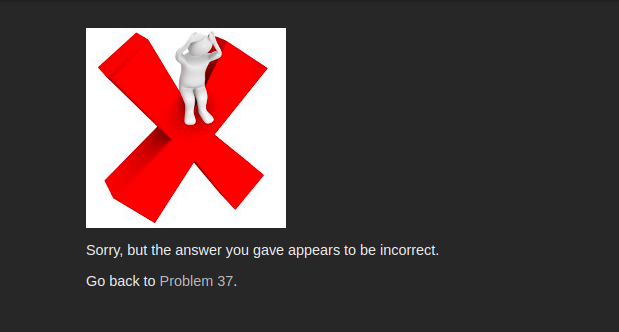 Sorry, but the answer you gave appears to be incorrect.
Go back to Problem 37.